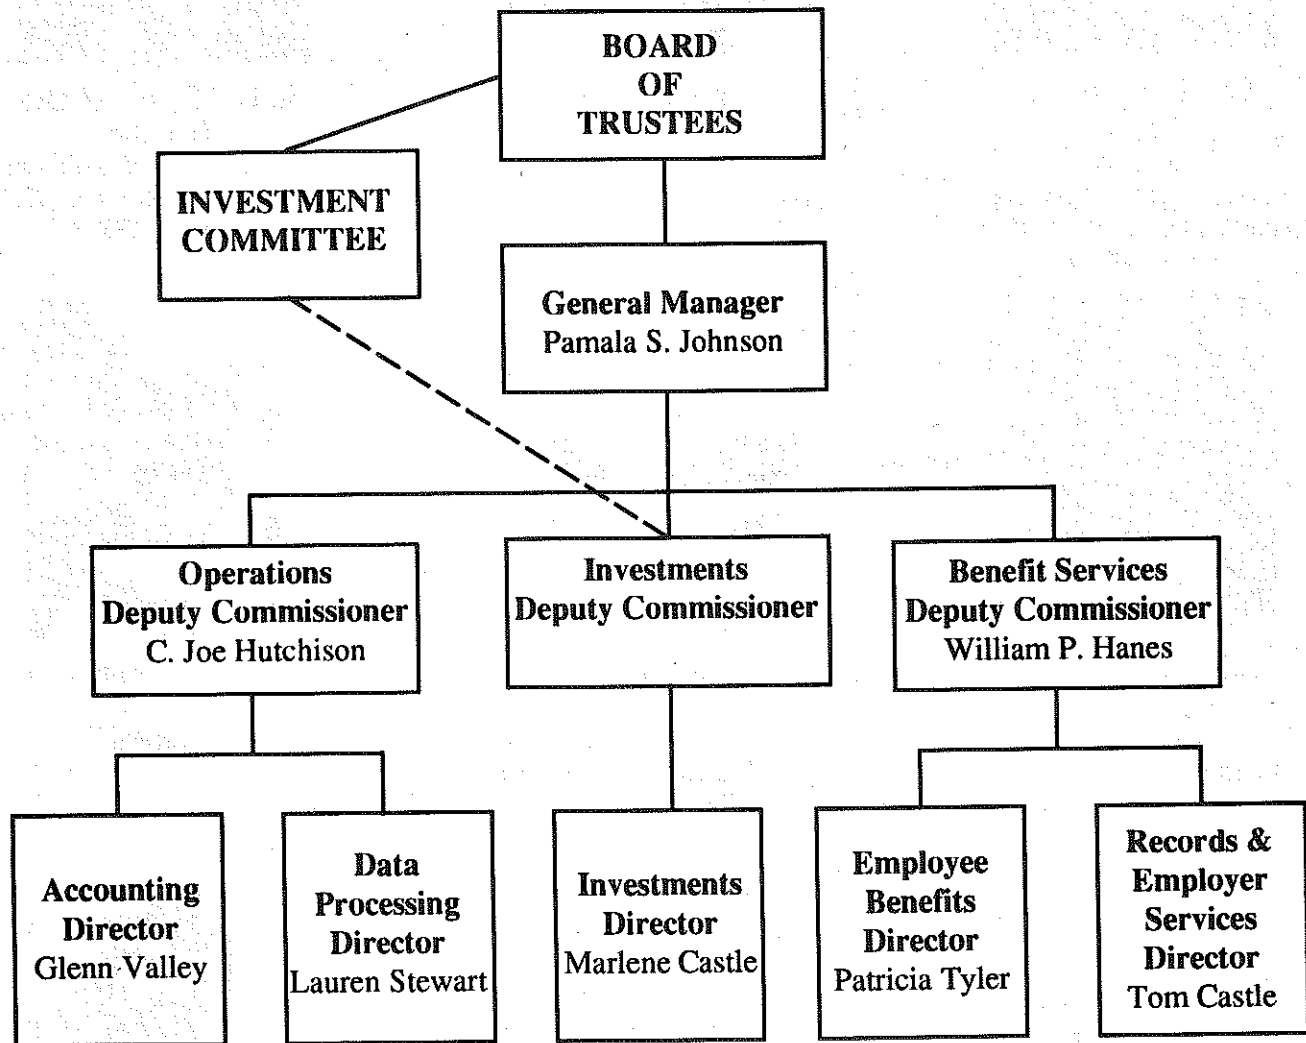 BOARD
OF
TRUSTEES
INVESTMENT
COMMITTEE
General Manager
Pamala S. Johnson
Operations
Deputy Commissioner
C. Joe Hutchison
Investments
Deputy Commissioner
Benefit Services
Deputy Commissioner
William P. Hanes
Accounting
Director
Glenn Valley
Data
Processing
Director
Lauren Stewart
Investments
Director
Marlene Castle
Employee
Benefits
Director
Patricia Tyler
Records &
Employer
Services
Director
Tom Castle